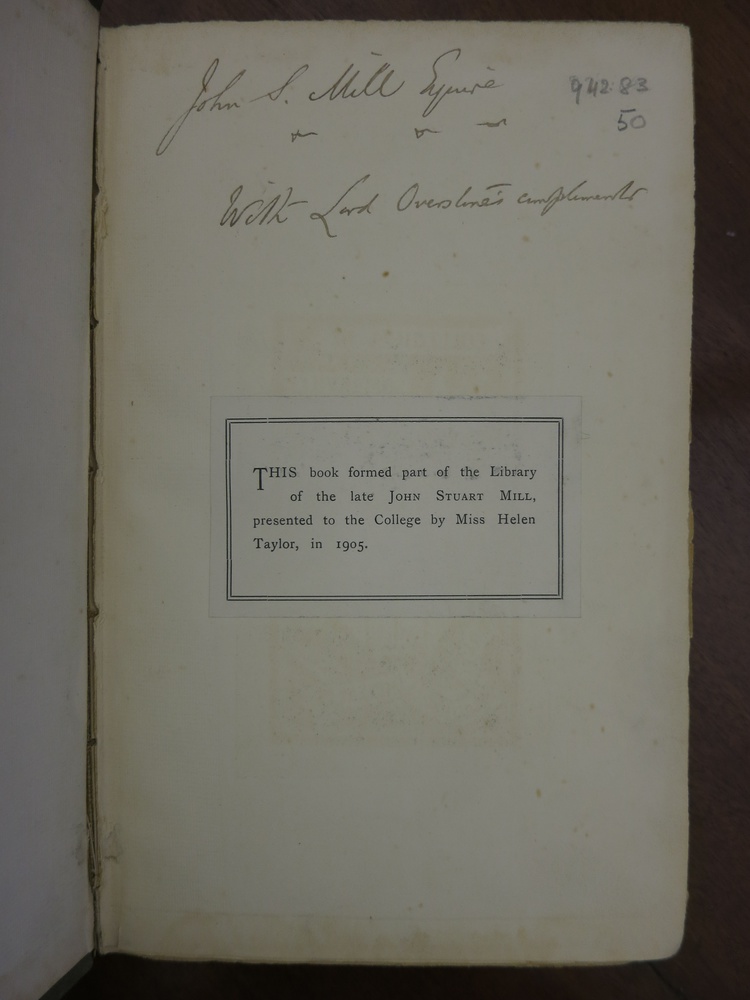 John S. Mill Esquire
942.83
50
With Lord Overstone's compliments
THIS book formed part of the Library
of the late JOHN STUART MILL,
presented to the College by Miss Helen
Taylor, in 1905.